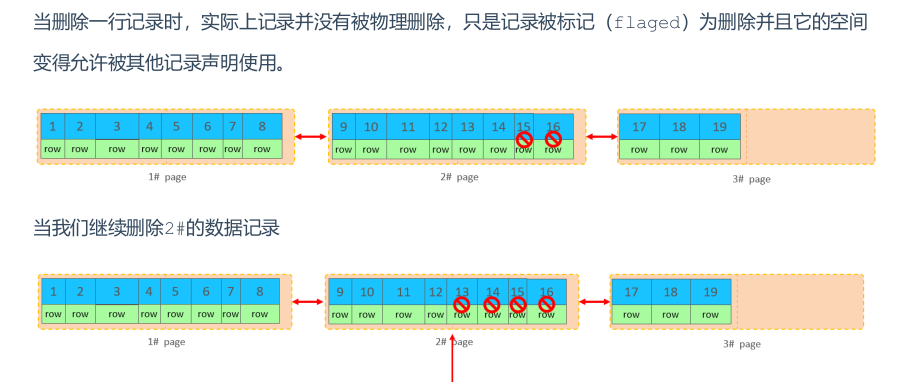 当删除一行记录时，实际上记录并没有被物理删除，只是记录被标记（flaged）为删除并且它的空间
变得允许被其他记录声明使用。
1 2 3 4 5 6 7 8 9 10 11 12 13 14 15 16 17 18 19
row row row row row row row row row row row row row row row row row row row
1# page 2# page 3# page
当我们继续删除2#的数据记录
1 2 3 4 5 6 7 8 9 10 11 12 13 14 15 16 17 18 19
row row row row row row row row row row row row row row row row row row row
1# page 2# page 3# page